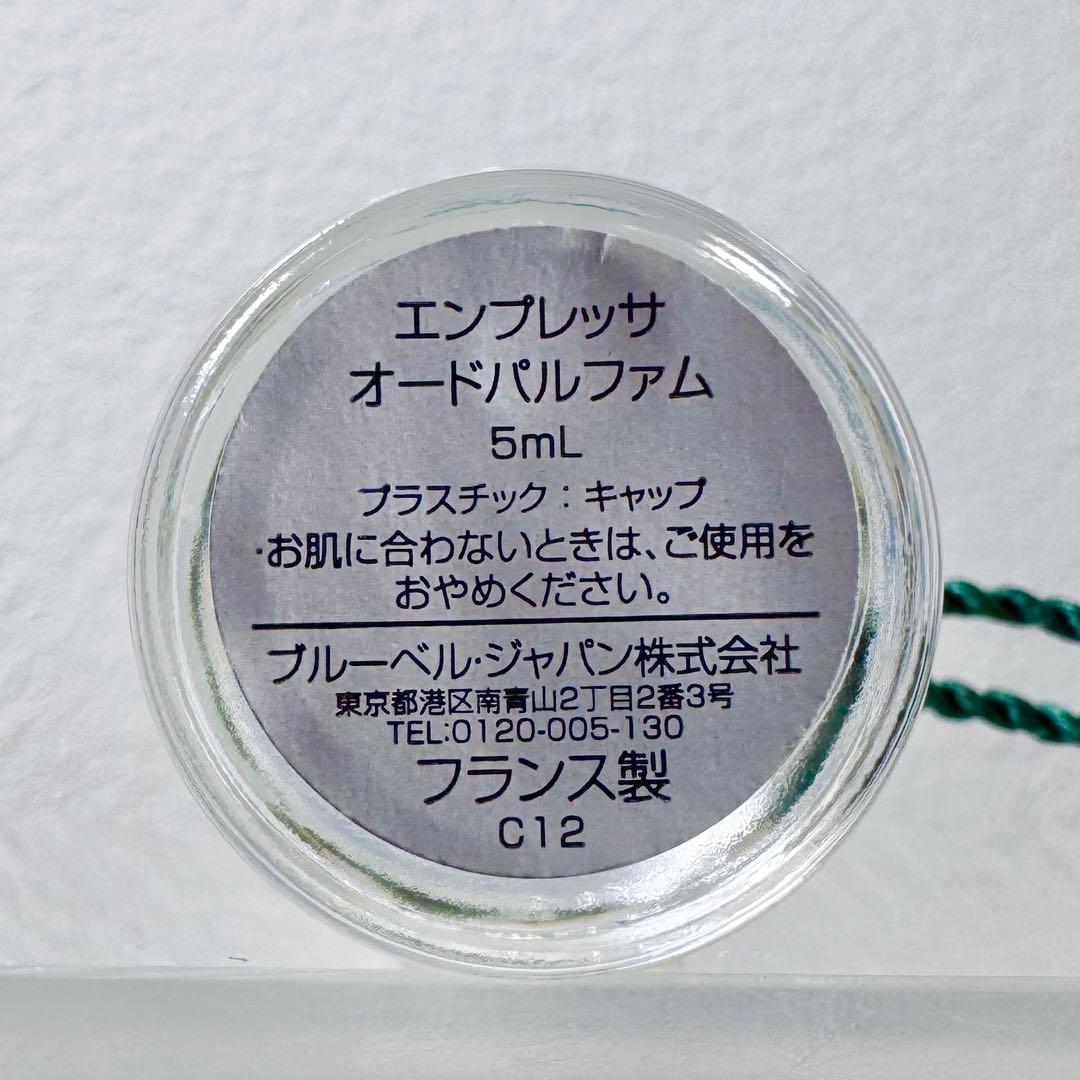 エンプレッサ
オードパルファム
5mL
プラスチック：キャップ
・お肌に合わないときは、ご使用を
おやめください。
ブルーベル・ジャパン株式会社
東京都港区南青山2丁目2番3号
TEL:0120-005-130
フランス製
C12